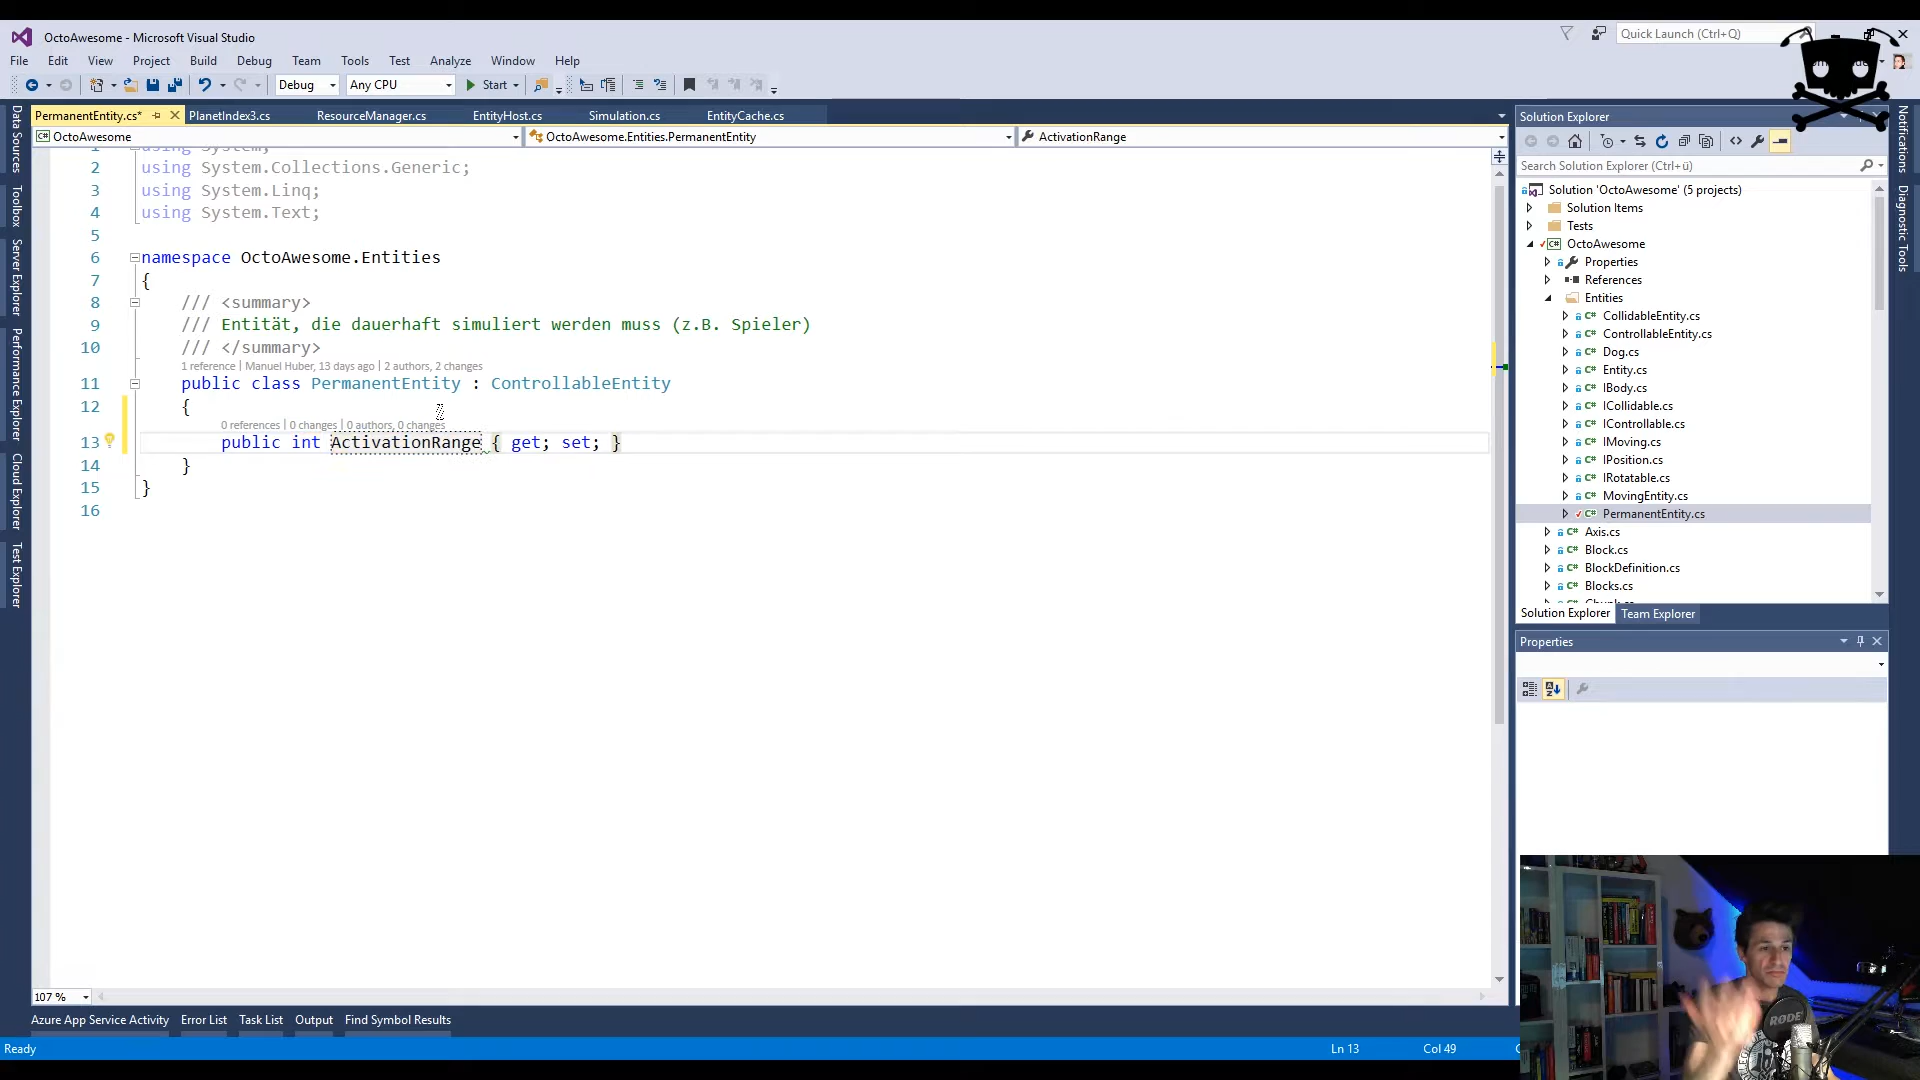 OctoAwesome - Microsoft Visual Studio
Quick Launch (Ctrl+Q)
File Edit View Project Build Debug Team Tools Test Analyze Window Help
Debug Any CPU Start
PermanentEntity.cs* PlanetIndex3.cs ResourceManager.cs EntityHost.cs Simulation.cs EntityCache.cs
OctoAwesome OctoAwesome.Entities.PermanentEntity ActivationRange
1 using System;
2 using System.Collections.Generic;
3 using System.Linq;
4 using System.Text;
5
6 namespace OctoAwesome.Entities
7 {
8 /// <summary>
9 /// Entität, die dauerhaft simuliert werden muss (z.B. Spieler)
10 /// </summary>
1 reference | Manuel Huber, 13 days ago | 2 authors, 2 changes
11 public class PermanentEntity : ControllableEntity
12 {
0 references | 0 changes | 0 authors, 0 changes
13 public int ActivationRange { get; set; }
14 }
15 }
16
107 %
Azure App Service Activity Error List Task List Output Find Symbol Results
Ready Ln 13 Col 49
Data Sources
Toolbox
Server Explorer
Performance Explorer
Cloud Explorer
Test Explorer
Solution Explorer
Search Solution Explorer (Ctrl+ü)
Solution 'OctoAwesome' (5 projects)
Solution Items
Tests
OctoAwesome
Properties
References
Entities
CollidableEntity.cs
ControllableEntity.cs
Dog.cs
Entity.cs
IBody.cs
ICollidable.cs
IControllable.cs
IMoving.cs
IPosition.cs
IRotatable.cs
MovingEntity.cs
PermanentEntity.cs
Axis.cs
Block.cs
BlockDefinition.cs
Blocks.cs
Solution Explorer Team Explorer
Properties
Notifications
Diagnostic Tools
RØDE